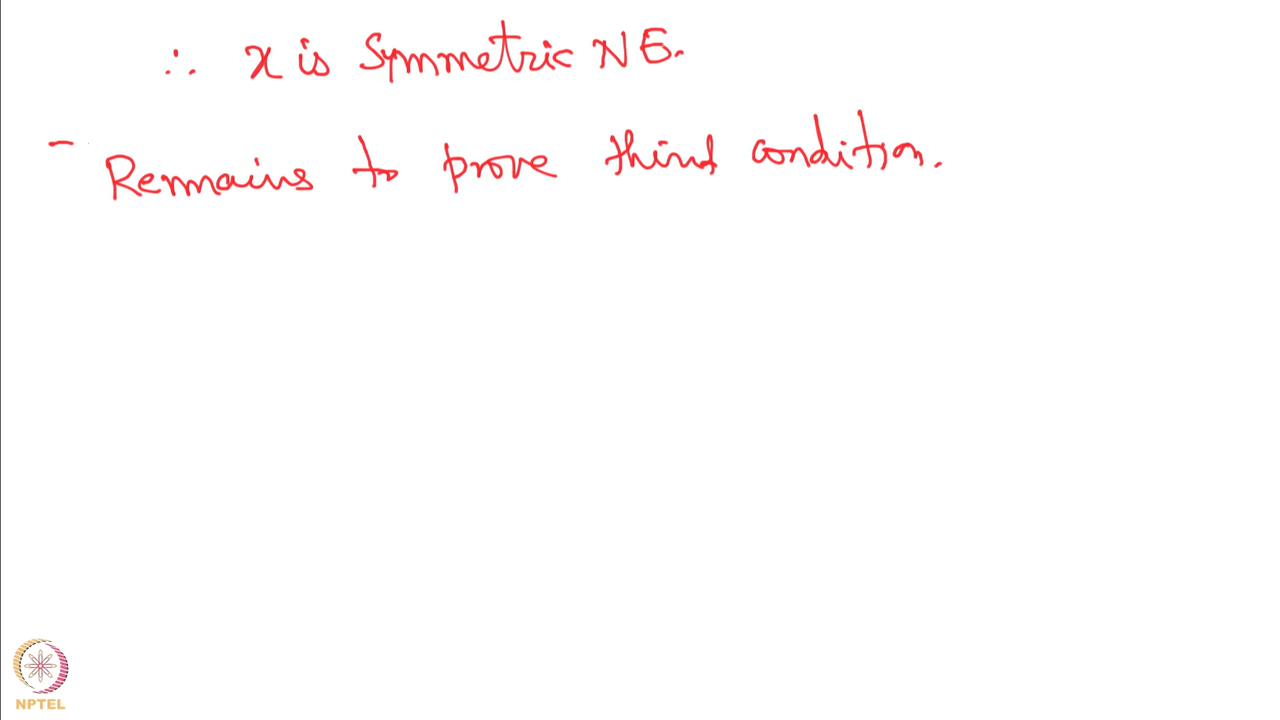 ∴ x is Symmetric NE.
- Remains to prove third condition.
NPTEL